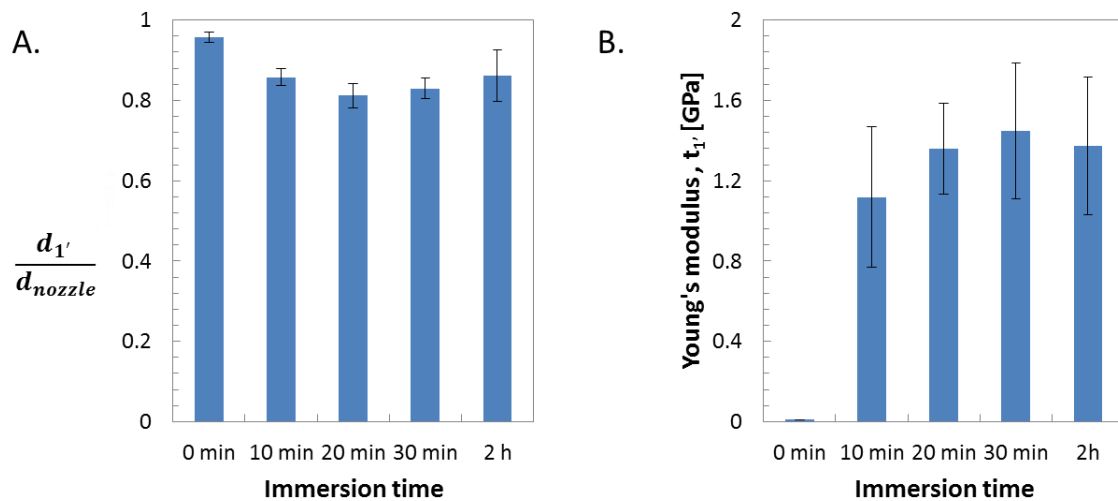 A.
1
0.8
0.6
0.4
0.2
0
d1′
dnozzle
0 min 10 min 20 min 30 min 2 h
Immersion time
B.
Young's modulus , t1′ [GPa]
2
1.6
1.2
0.8
0.4
0
0 min 10 min 20 min 30 min 2h
Immersion time